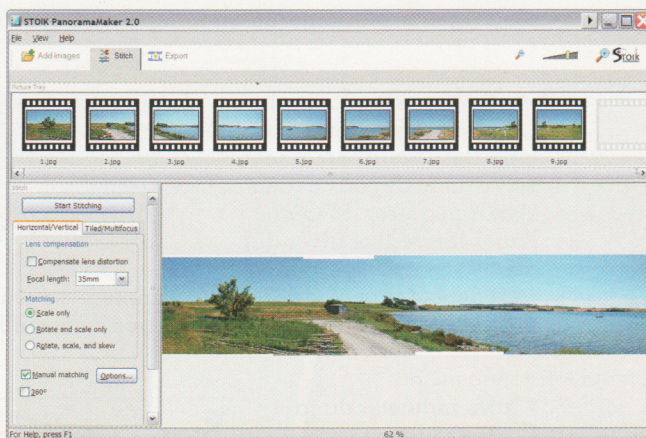 STOIK PanoramaMaker 2.0
File View Help
Add Images Stitch Export
STOIK
Picture Tray
1.jpg 2.jpg 3.jpg 4.jpg 5.jpg 6.jpg 7.jpg 8.jpg 9.jpg
Stitch
Start Stitching
Horizontal/Vertical Tiled/Multifocus
Lens compensation
Compensate lens distortion
Focal length: 35mm
Matching
Scale only
Rotate and scale only
Rotate, scale, and skew
Manual matching Options...
360°
For Help, press F1 62 %